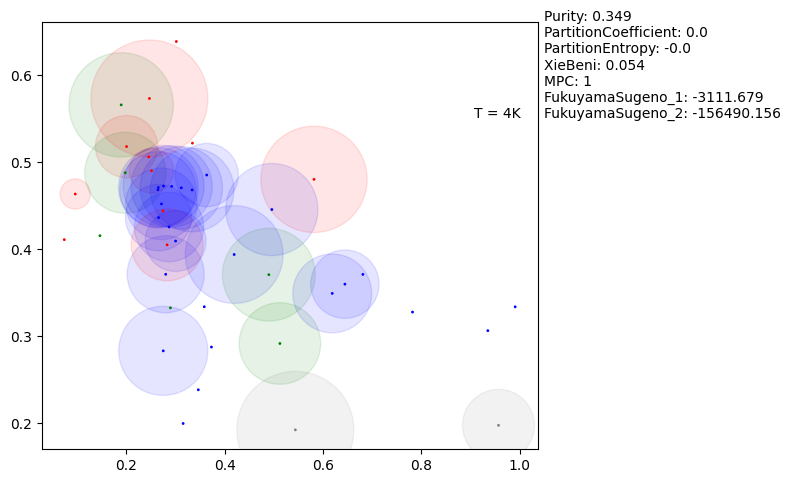 Purity: 0.349
PartitionCoefficient: 0.0
PartitionEntropy: -0.0
XieBeni: 0.054
MPC: 1
FukuyamaSugeno_1: -3111.679
FukuyamaSugeno_2: -156490.156
T = 4K
0.6
0.5
0.4
0.3
0.2
0.2 0.4 0.6 0.8 1.0